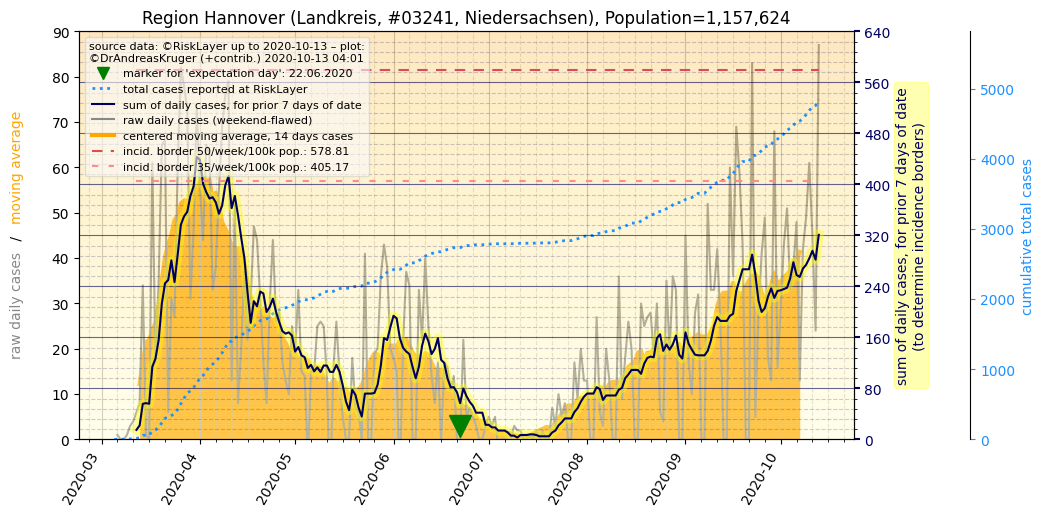 Region Hannover (Landkreis, #03241, Niedersachsen), Population=1,157,624
source data: ©RiskLayer up to 2020-10-13 – plot:
©DrAndreasKruger (+contrib.) 2020-10-13 04:01
marker for 'expectation day': 22.06.2020
total cases reported at RiskLayer
sum of daily cases, for prior 7 days of date
raw daily cases (weekend-flawed)
centered moving average, 14 days cases
incid. border 50/week/100k pop.: 578.81
incid. border 35/week/100k pop.: 405.17
raw daily cases / moving average
90
80
70
60
50
40
30
20
10
0
640
560
480
400
320
240
160
80
0
sum of daily cases, for prior 7 days of date
(to determine incidence borders)
5000
4000
3000
2000
1000
0
cumulative total cases
2020-03
2020-04
2020-05
2020-06
2020-07
2020-08
2020-09
2020-10